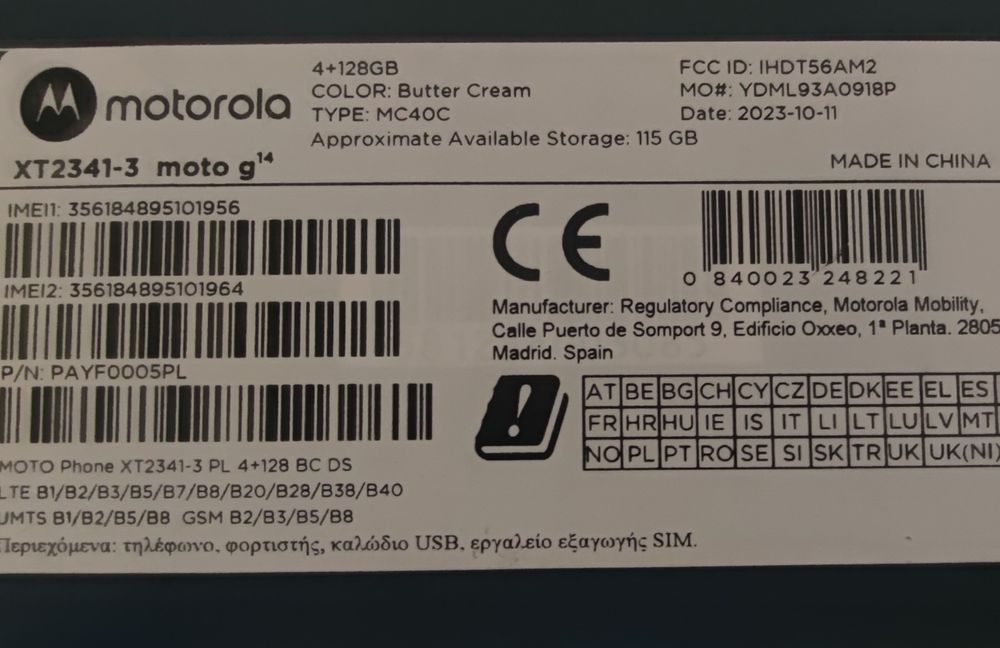 motorola
XT2341-3 moto g14
4+128GB
COLOR: Butter Cream
TYPE: MC40C
Approximate Available Storage: 115 GB
FCC ID: IHDT56AM2
MO#: YDML93A0918P
Date: 2023-10-11
MADE IN CHINA
IMEI1: 356184895101956
IMEI2: 356184895101964
P/N: PAYF0005PL
MOTO Phone XT2341-3 PL 4+128 BC DS
LTE B1/B2/B3/B5/B7/B8/B20/B28/B38/B40
UMTS B1/B2/B5/B8 GSM B2/B3/B5/B8
Περιεχόμενα: τηλέφωνο, φορτιστής, καλώδιο USB, εργαλείο εξαγωγής SIM.
CE
0 840023 248221
Manufacturer: Regulatory Compliance, Motorola Mobility,
Calle Puerto de Somport 9, Edificio Oxxeo, 1ª Planta. 2805
Madrid. Spain
AT BE BG CH CY CZ DE DK EE EL ES
FR HR HU IE IS IT LI LT LU LV MT
NO PL PT RO SE SI SK TR UK UK(NI)